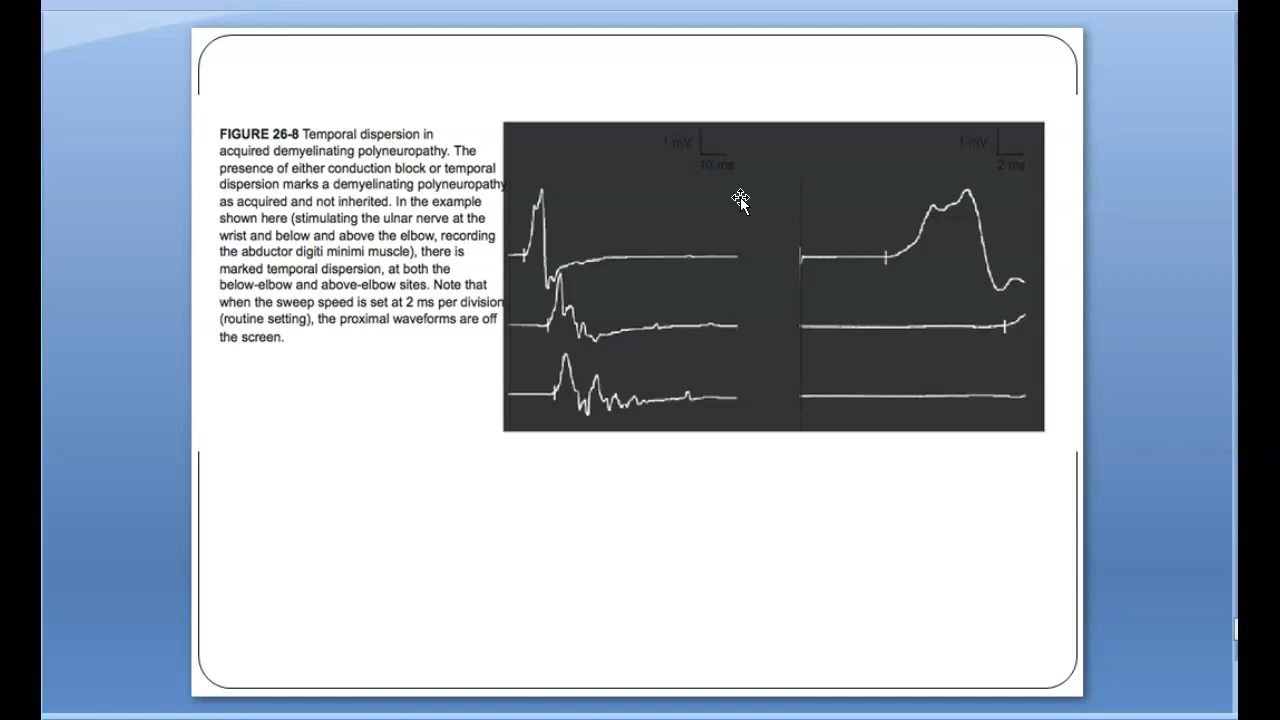 FIGURE 26-8 Temporal dispersion in
acquired demyelinating polyneuropathy. The
presence of either conduction block or temporal
dispersion marks a demyelinating polyneuropathy
as acquired and not inherited. In the example
shown here (stimulating the ulnar nerve at the
wrist and below and above the elbow, recording
the abductor digiti minimi muscle), there is
marked temporal dispersion, at both the
below-elbow and above-elbow sites. Note that
when the sweep speed is set at 2 ms per division
(routine setting), the proximal waveforms are off
the screen.
1 mV
10 ms
1 mV
2 ms